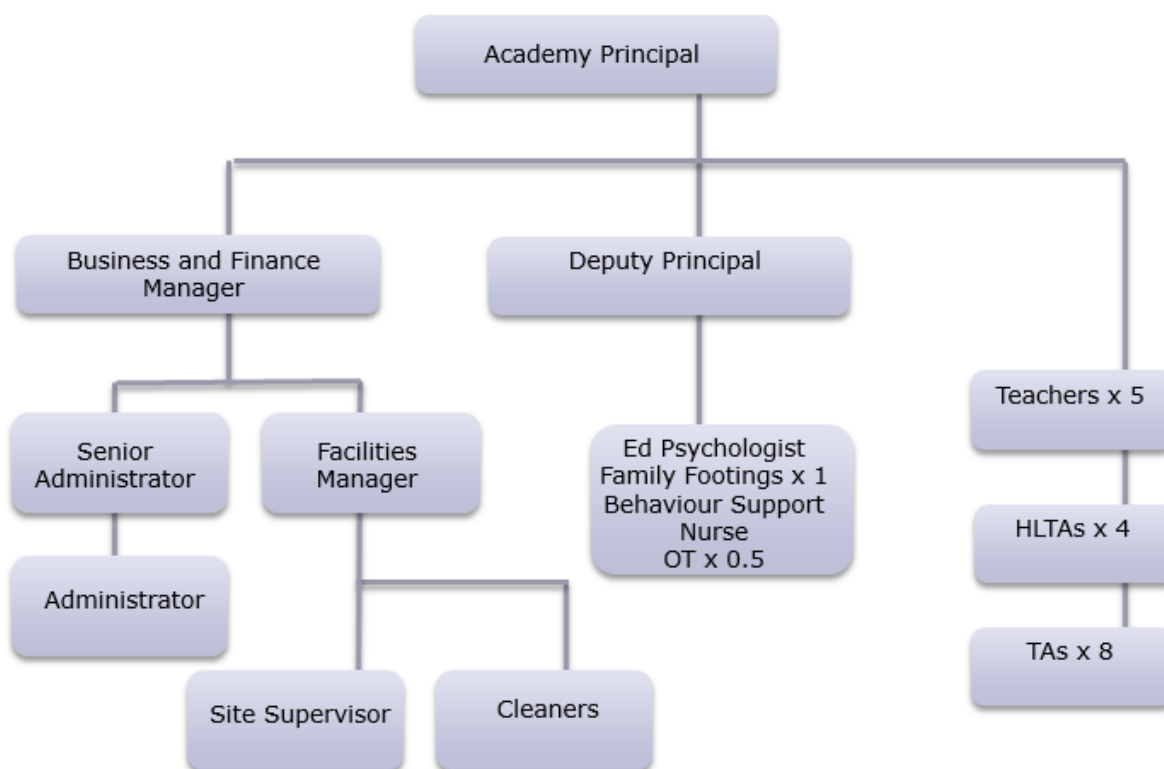 Academy Principal
Business and Finance
Manager
Deputy Principal
Teachers x 5
Senior
Administrator
Facilities
Manager
Ed Psychologist
Family Footings x 1
Behaviour Support
Nurse
OT x 0.5
HLTAs x 4
Administrator
TAs x 8
Site Supervisor
Cleaners